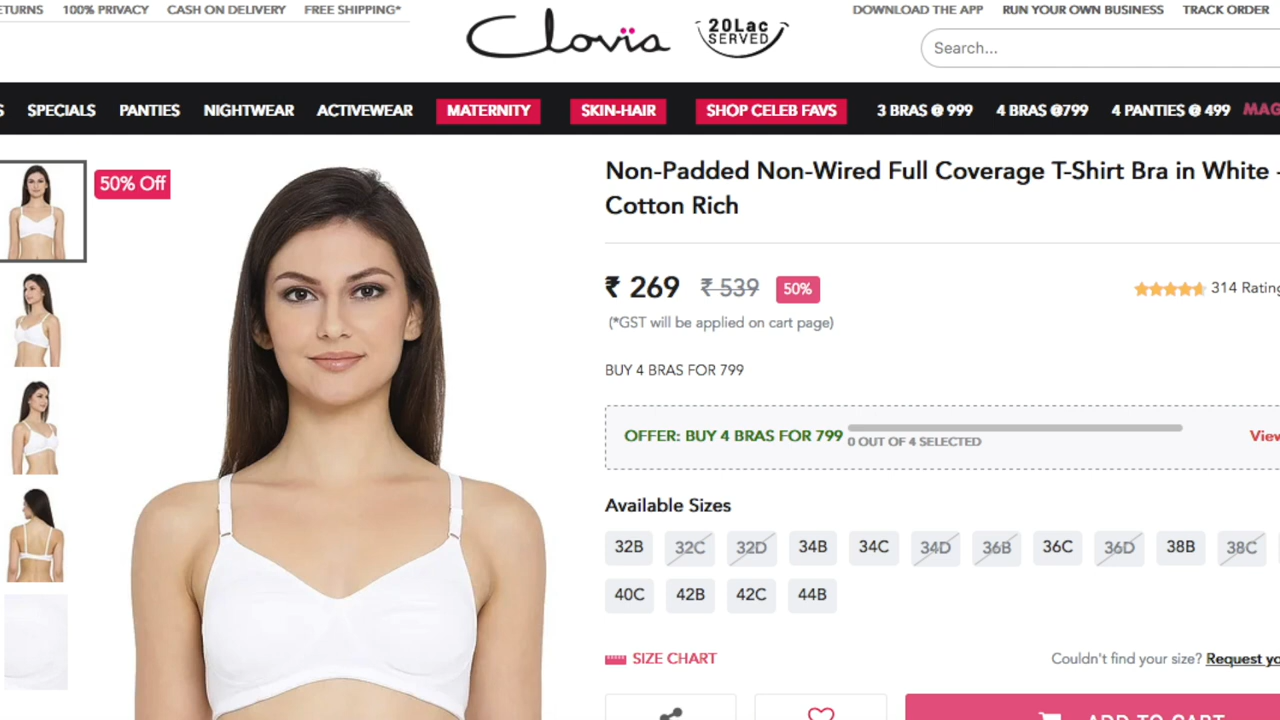 ETURNS 100% PRIVACY CASH ON DELIVERY FREE SHIPPING* DOWNLOAD THE APP RUN YOUR OWN BUSINESS TRACK ORDER
Clovia 20Lac SERVED Search...
S SPECIALS PANTIES NIGHTWEAR ACTIVEWEAR MATERNITY SKIN-HAIR SHOP CELEB FAVS 3 BRAS @ 999 4 BRAS @799 4 PANTIES @ 499 MAG
50% Off
Non-Padded Non-Wired Full Coverage T-Shirt Bra in White -
Cotton Rich
₹ 269 ₹ 539 50% 314 Rating
(*GST will be applied on cart page)
BUY 4 BRAS FOR 799
OFFER: BUY 4 BRAS FOR 799 0 OUT OF 4 SELECTED View
Available Sizes
32B 32C 32D 34B 34C 34D 36B 36C 36D 38B 38C
40C 42B 42C 44B
SIZE CHART Couldn't find your size? Request yo
ADD TO CART